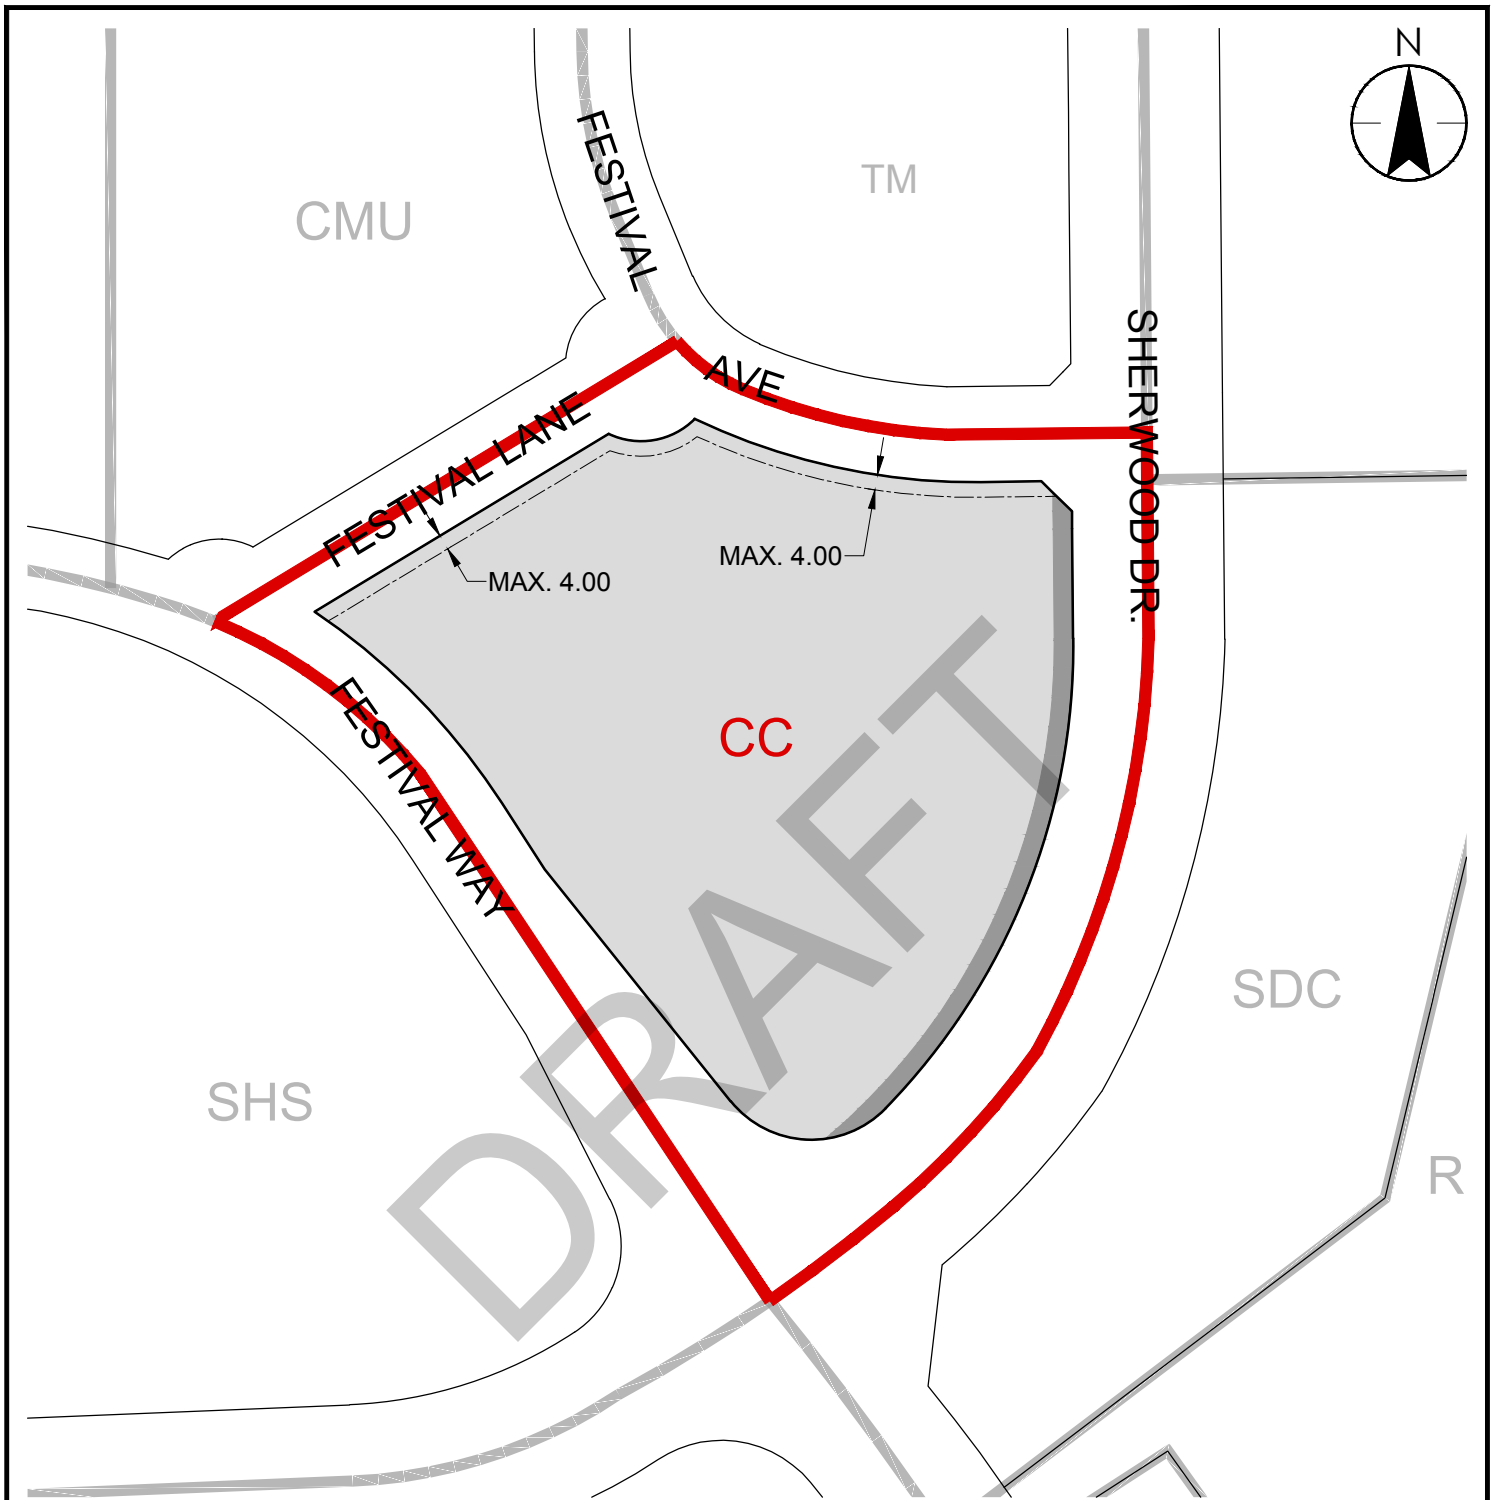 N
FESTIVAL
TM
CMU
SHERWOOD DR.
AVE
FESTIVAL LANE
MAX. 4.00
MAX. 4.00
FESTIVAL WAY
CC
DRAFT
SDC
SHS
R